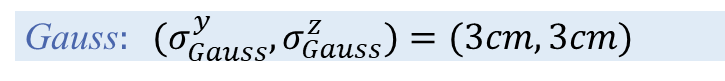 Gauss: (σ^y_Gauss, σ^z_Gauss) = (3cm, 3cm)